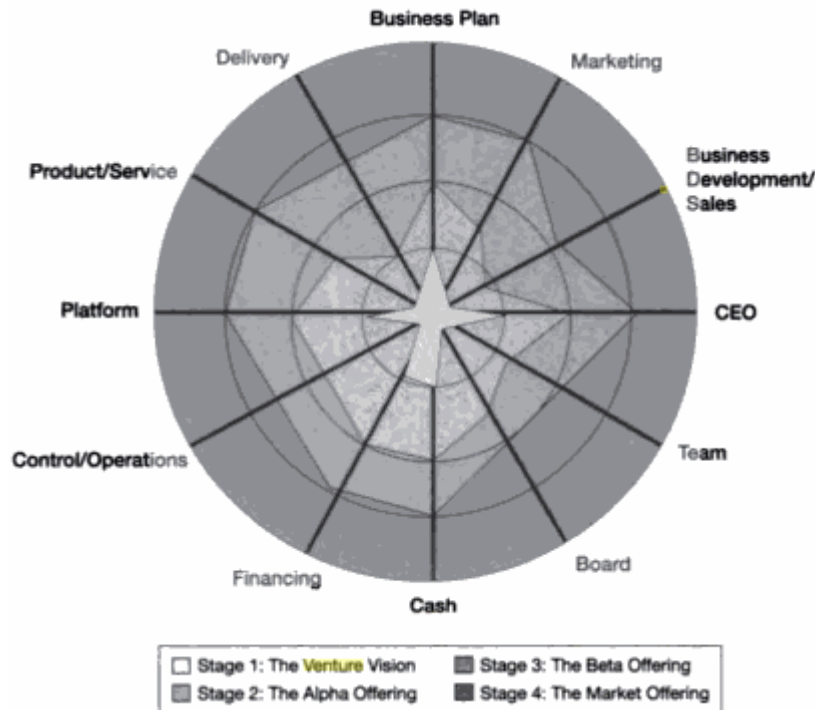 Business Plan
Delivery
Marketing
Product/Service
Business
Development/
Sales
Platform
CEO
Control/Operations
Team
Financing
Board
Cash
Stage 1: The Venture Vision
Stage 3: The Beta Offering
Stage 2: The Alpha Offering
Stage 4: The Market Offering